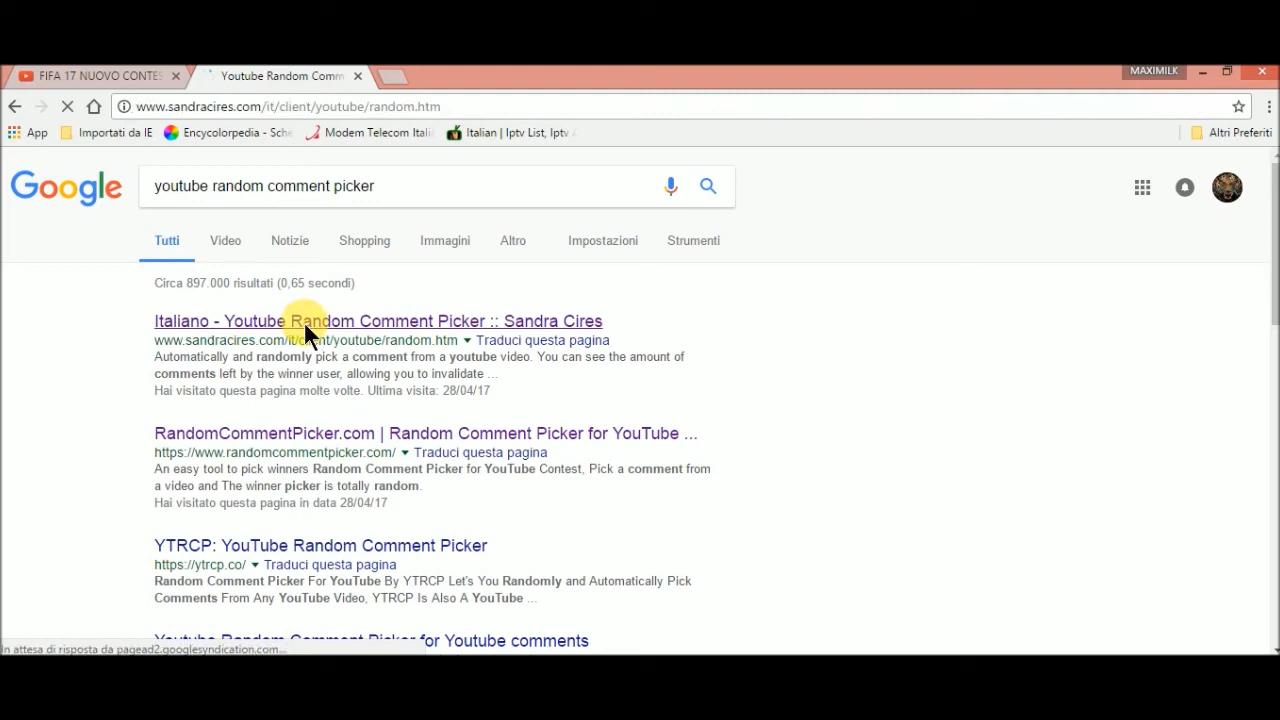 FIFA 17 NUOVO CONTES
Youtube Random Comm
MAXIMILK
www.sandracires.com/it/client/youtube/random.htm
App
Importati da IE
Encycolorpedia - Sche
Modem Telecom Itali
Italian | Iptv List, Iptv
Altri Preferiti
Google
youtube random comment picker
Tutti
Video
Notizie
Shopping
Immagini
Altro
Impostazioni
Strumenti
Circa 897.000 risultati (0,65 secondi)
Italiano - Youtube Random Comment Picker :: Sandra Cires
www.sandracires.com/it/client/youtube/random.htm ▼ Traduci questa pagina
Automatically and randomly pick a comment from a youtube video. You can see the amount of
comments left by the winner user, allowing you to invalidate ...
Hai visitato questa pagina molte volte. Ultima visita: 28/04/17
RandomCommentPicker.com | Random Comment Picker for YouTube ...
https://www.randomcommentpicker.com/ ▼ Traduci questa pagina
An easy tool to pick winners Random Comment Picker for YouTube Contest, Pick a comment from
a video and The winner picker is totally random.
Hai visitato questa pagina in data 28/04/17
YTRCP: YouTube Random Comment Picker
https://ytrcp.co/ ▼ Traduci questa pagina
Random Comment Picker For YouTube By YTRCP Let's You Randomly and Automatically Pick
Comments From Any YouTube Video, YTRCP Is Also A YouTube ...
Youtube Random Comment Picker for Youtube comments
In attesa di risposta da pagead2.googlesyndication.com...